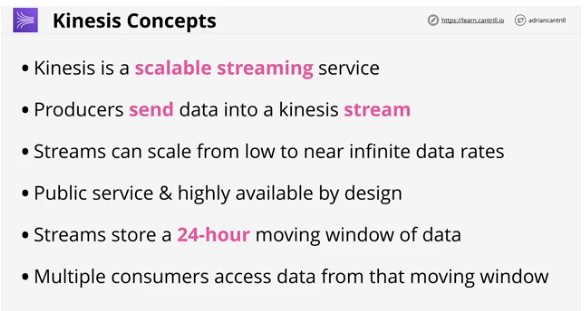 Kinesis Concepts
https://learn.cantrill.io
adriancantrill
• Kinesis is a scalable streaming service
• Producers send data into a kinesis stream
• Streams can scale from low to near infinite data rates
• Public service & highly available by design
• Streams store a 24-hour moving window of data
• Multiple consumers access data from that moving window